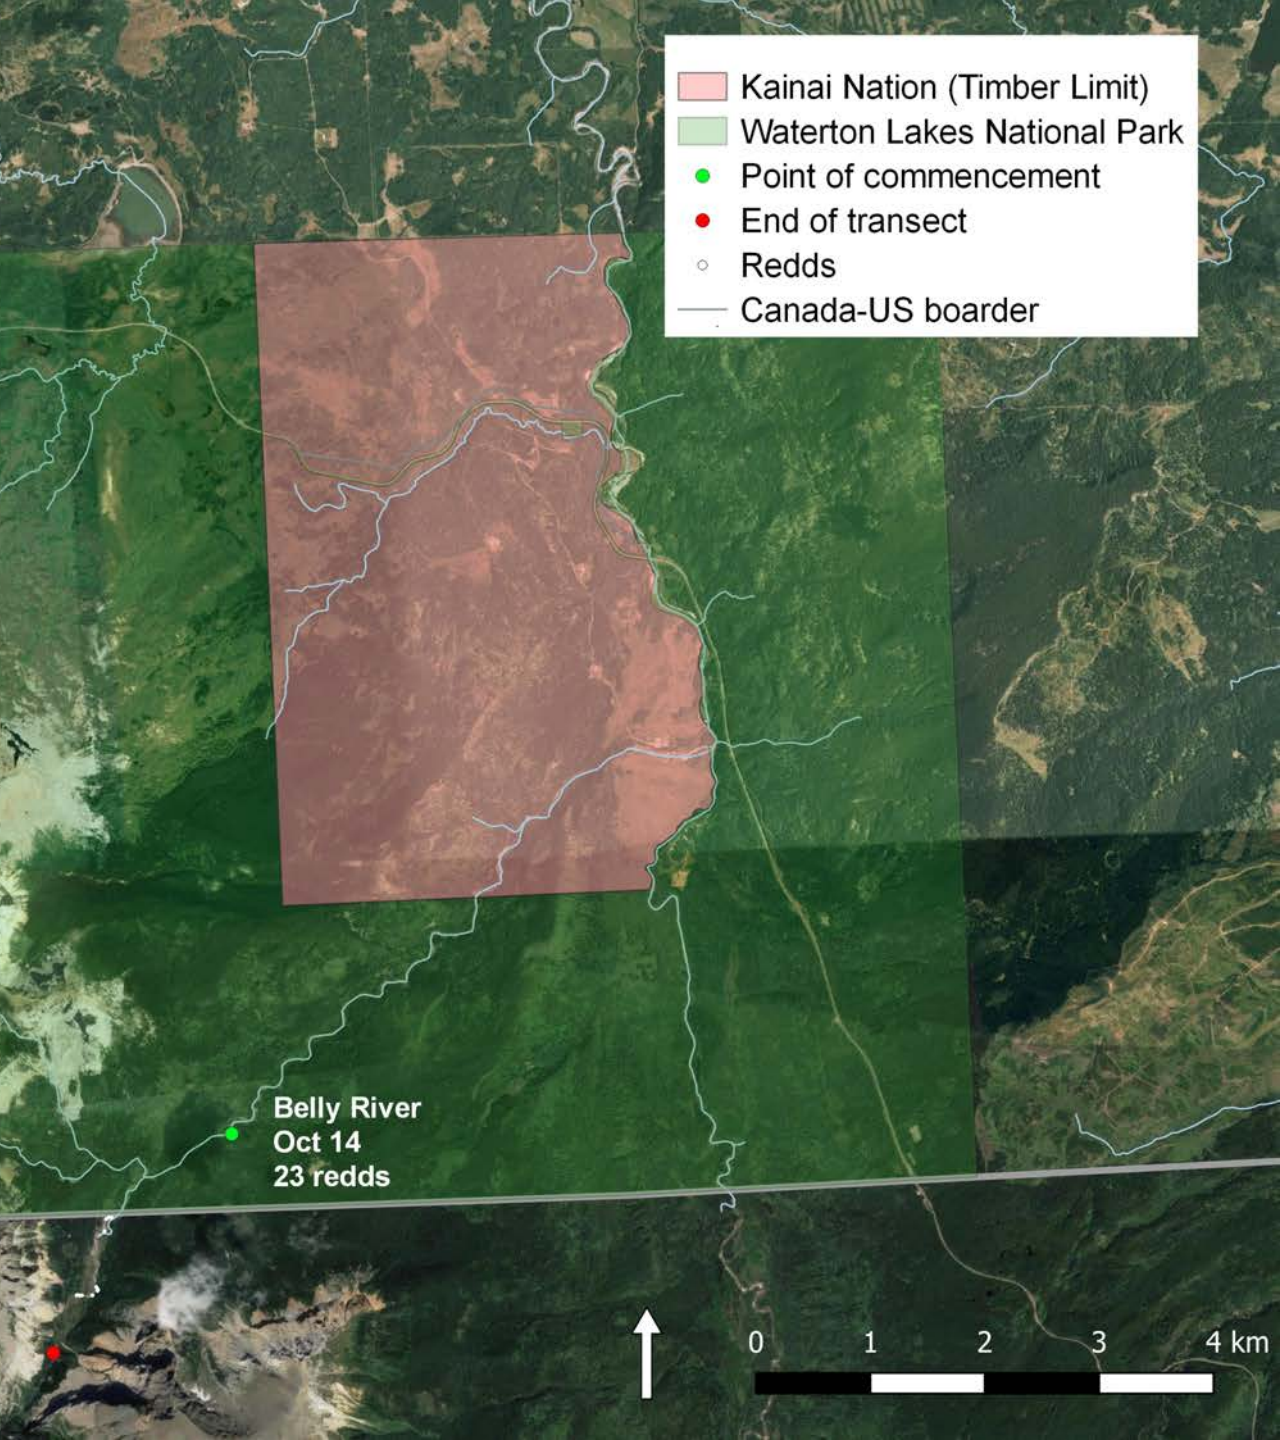 Kainai Nation (Timber Limit)
Waterton Lakes National Park
Point of commencement
End of transect
Redds
Canada-US boarder
Belly River
Oct 14
23 redds
0 1 2 3 4 km